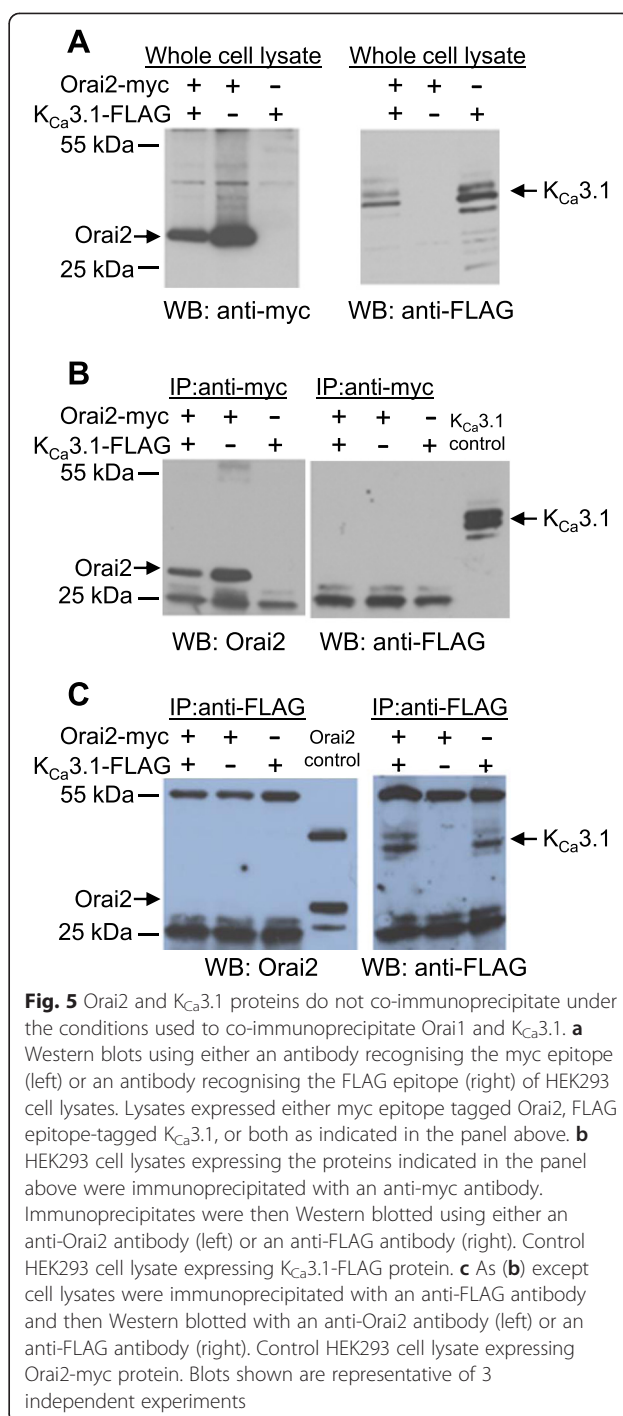 A
Whole cell lysate Whole cell lysate
Orai2-myc + + – + + –
KCa3.1-FLAG + – + + – +
55 kDa
KCa3.1
Orai2
25 kDa
WB: anti-myc WB: anti-FLAG
B
IP:anti-myc IP:anti-myc
Orai2-myc + + – + + – KCa3.1
KCa3.1-FLAG + – + + – + control
55 kDa
KCa3.1
Orai2
25 kDa
WB: Orai2 WB: anti-FLAG
C
IP:anti-FLAG IP:anti-FLAG
Orai2-myc + + – Orai2 + + –
KCa3.1-FLAG + – + control + – +
55 kDa
KCa3.1
Orai2
25 kDa
WB: Orai2 WB: anti-FLAG
Fig. 5 Orai2 and KCa3.1 proteins do not co-immunoprecipitate under
the conditions used to co-immunoprecipitate Orai1 and KCa3.1. a
Western blots using either an antibody recognising the myc epitope
(left) or an antibody recognising the FLAG epitope (right) of HEK293
cell lysates. Lysates expressed either myc epitope tagged Orai2, FLAG
epitope-tagged KCa3.1, or both as indicated in the panel above. b
HEK293 cell lysates expressing the proteins indicated in the panel
above were immunoprecipitated with an anti-myc antibody.
Immunoprecipitates were then Western blotted using either an
anti-Orai2 antibody (left) or an anti-FLAG antibody (right). Control
HEK293 cell lysate expressing KCa3.1-FLAG protein. c As (b) except
cell lysates were immunoprecipitated with an anti-FLAG antibody
and then Western blotted with an anti-Orai2 antibody (left) or an
anti-FLAG antibody (right). Control HEK293 cell lysate expressing
Orai2-myc protein. Blots shown are representative of 3
independent experiments